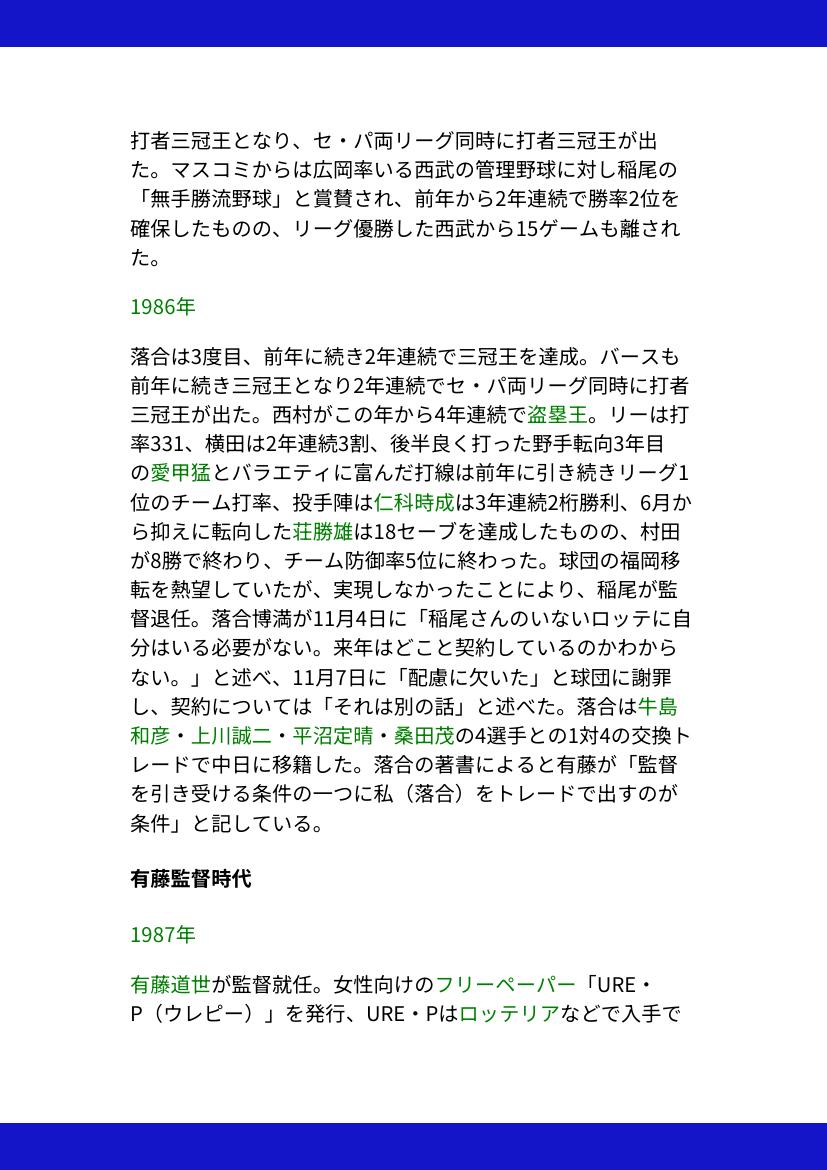 打者三冠王となり、セ・パ両リーグ同時に打者三冠王が出
た。マスコミからは広岡率いる西武の管理野球に対し稲尾の
「無手勝流野球」と賞賛され、前年から2年連続で勝率2位を
確保したものの、リーグ優勝した西武から15ゲームも離され
た。
1986年
落合は3度目、前年に続き2年連続で三冠王を達成。バースも
前年に続き三冠王となり2年連続でセ・パ両リーグ同時に打者
三冠王が出た。西村がこの年から4年連続で盗塁王。リーは打
率331、横田は2年連続3割、後半良く打った野手転向3年目
の愛甲猛とバラエティに富んだ打線は前年に引き続きリーグ1
位のチーム打率、投手陣は仁科時成は3年連続2桁勝利、6月か
ら抑えに転向した荘勝雄は18セーブを達成したものの、村田
が8勝で終わり、チーム防御率5位に終わった。球団の福岡移
転を熱望していたが、実現しなかったことにより、稲尾が監
督退任。落合博満が11月4日に「稲尾さんのいないロッテに自
分はいる必要がない。来年はどこと契約しているのかわから
ない。」と述べ、11月7日に「配慮に欠いた」と球団に謝罪
し、契約については「それは別の話」と述べた。落合は牛島
和彦・上川誠二・平沼定晴・桑田茂の4選手との1対4の交換ト
レードで中日に移籍した。落合の著書によると有藤が「監督
を引き受ける条件の一つに私（落合）をトレードで出すのが
条件」と記している。
有藤監督時代
1987年
有藤道世が監督就任。女性向けのフリーペーパー「URE・
P（ウレピー）」を発行、URE・Pはロッテリアなどで入手で